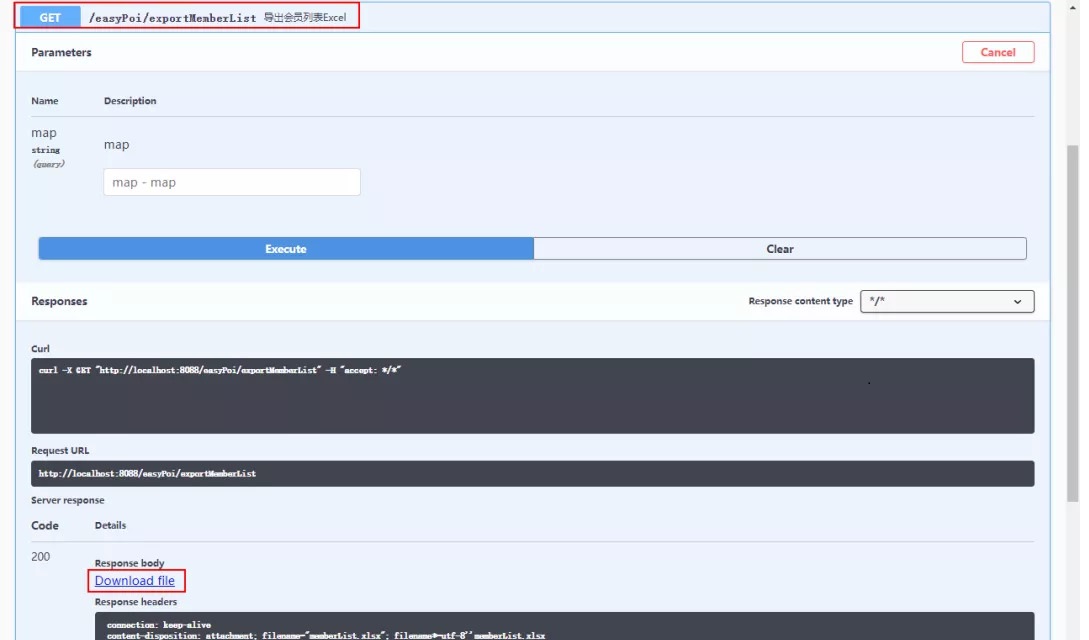 GET /easyPoi/exportMemberList 导出会员列表Excel
Parameters
Cancel
Name Description
map
string
(query)
map
map - map
Execute
Clear
Responses
Response content type */*
Curl
curl -X GET "http://localhost:8088/easyPoi/exportMemberList" -H "accept: */*"
Request URL
http://localhost:8088/easyPoi/exportMemberList
Server response
Code Details
200
Response body
Download file
Response headers
connection: keep-alive
content-disposition: attachment; filename="memberList.xlsx"; filename*=utf-8''memberList.xlsx